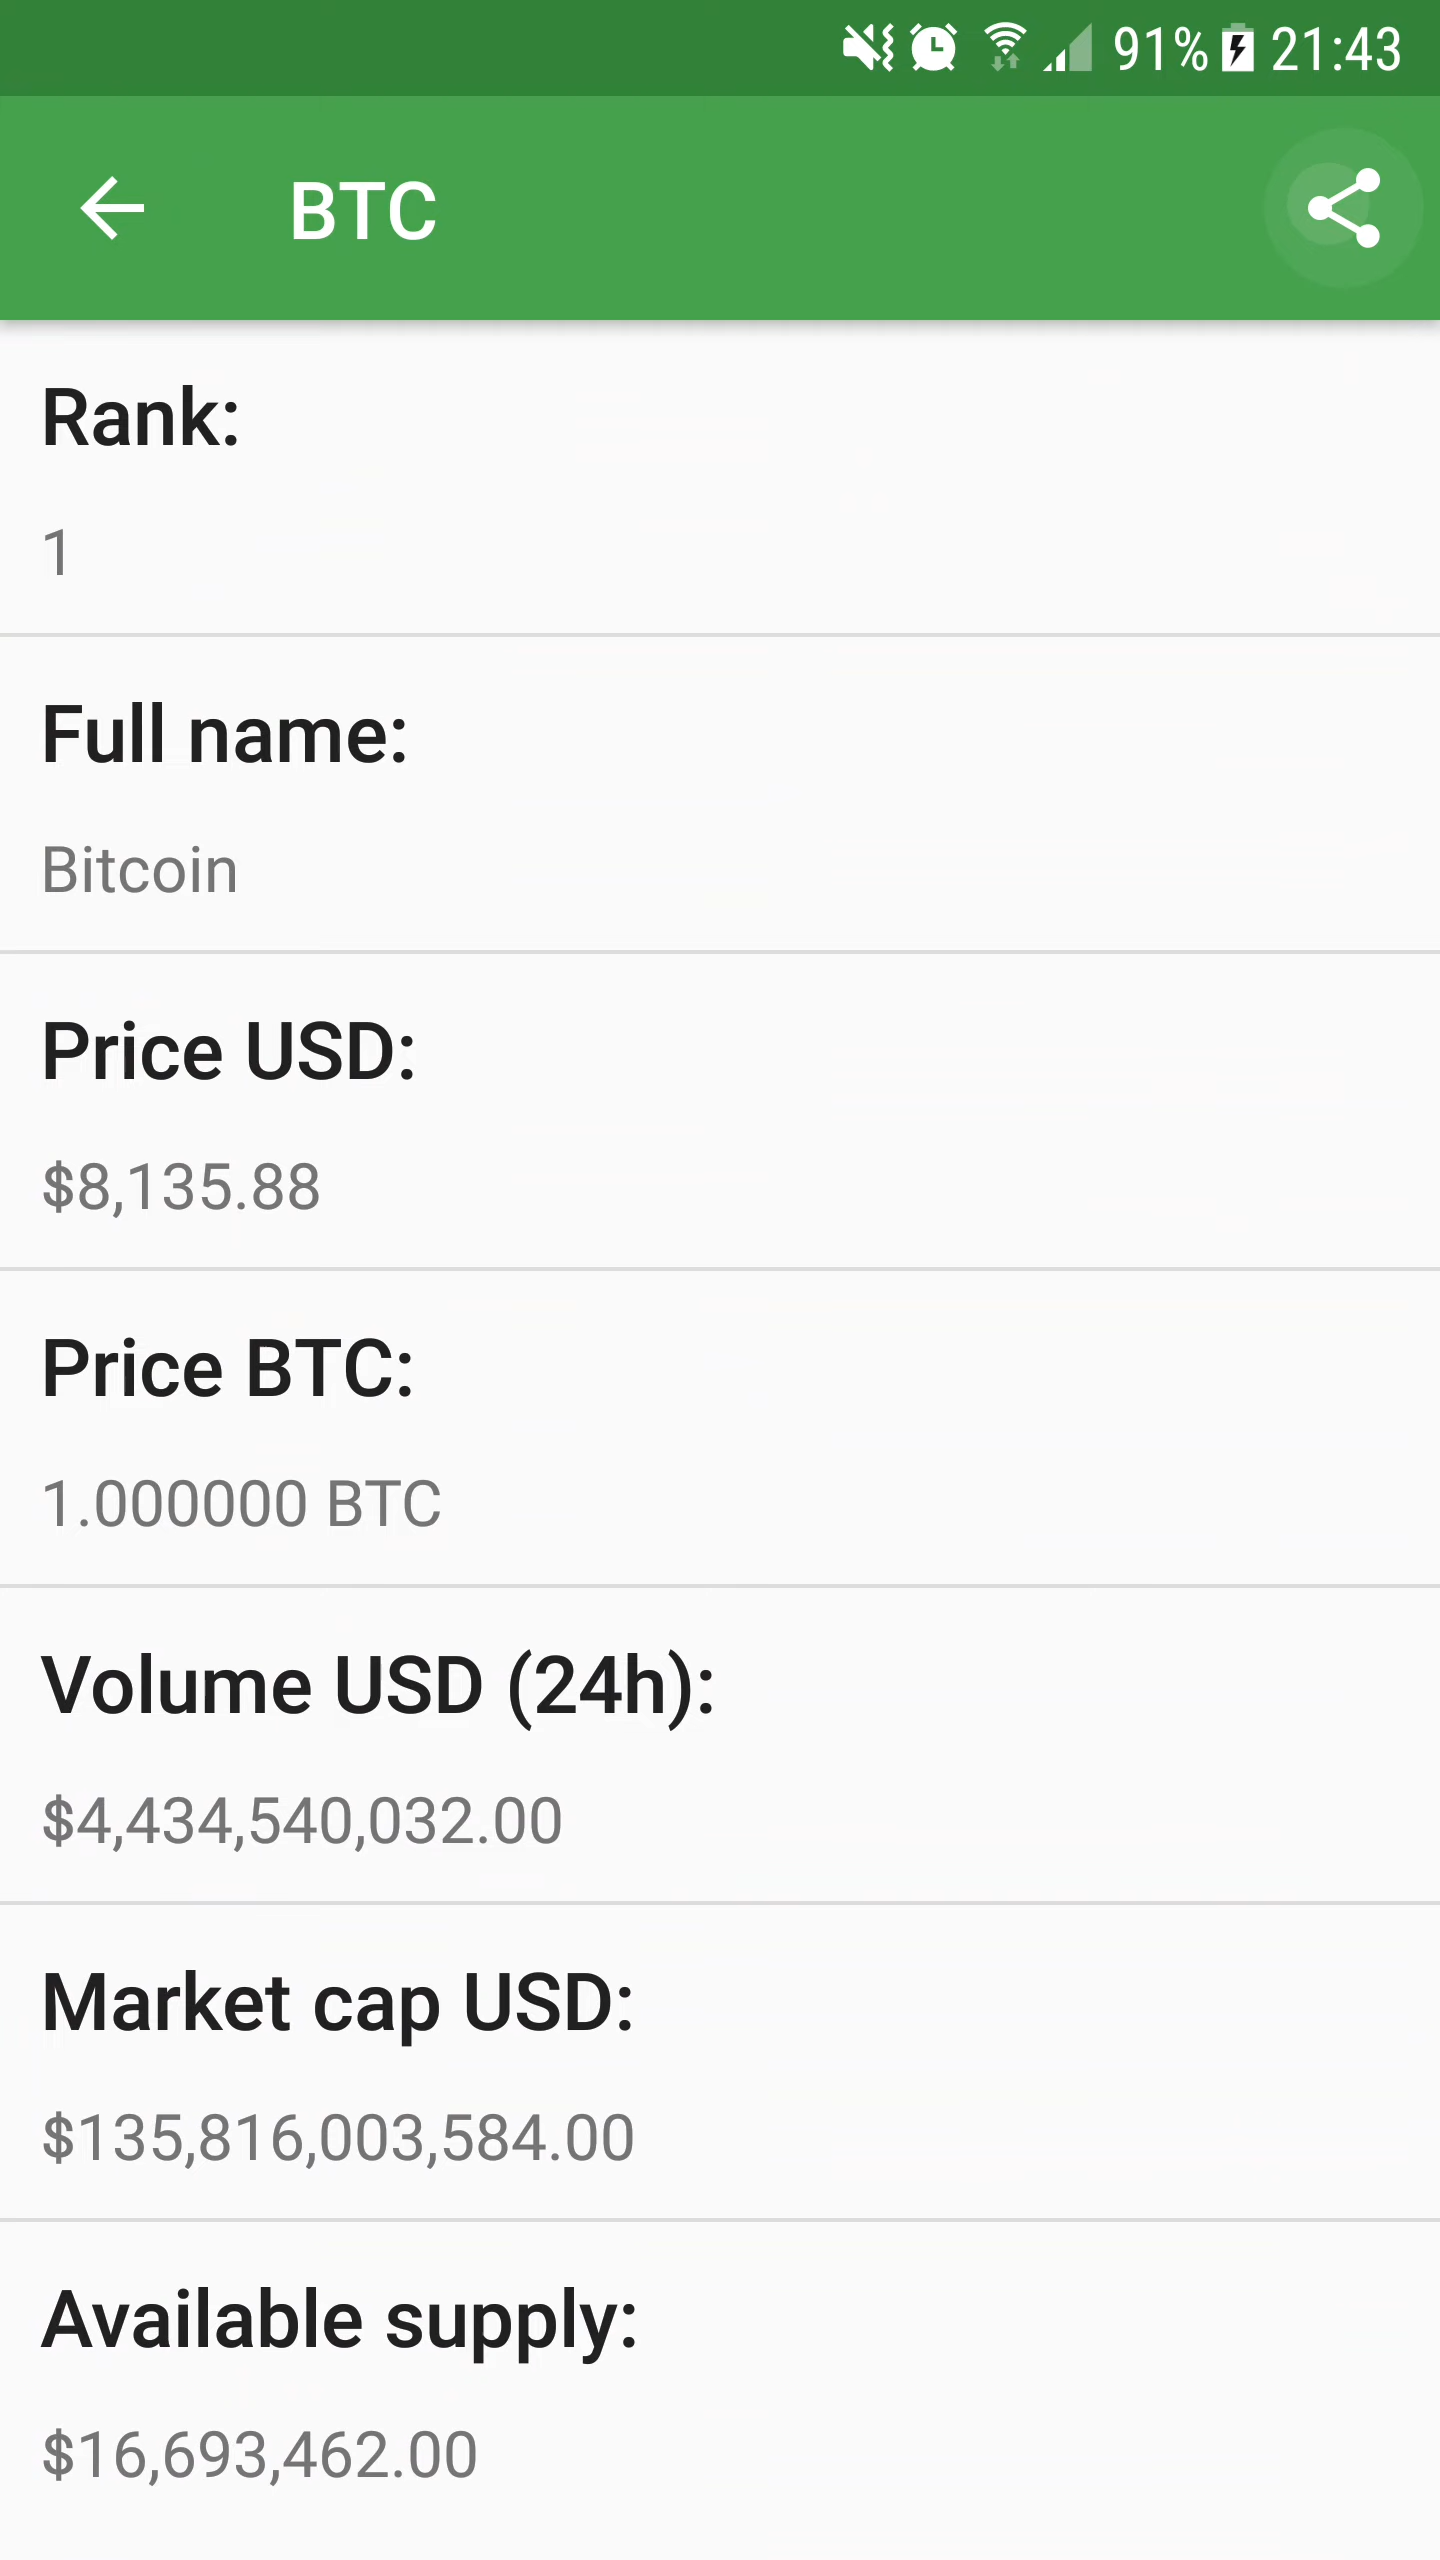 91% 21:43
BTC
Rank:
1
Full name:
Bitcoin
Price USD:
$8,135.88
Price BTC:
1.000000 BTC
Volume USD (24h):
$4,434,540,032.00
Market cap USD:
$135,816,003,584.00
Available supply:
$16,693,462.00